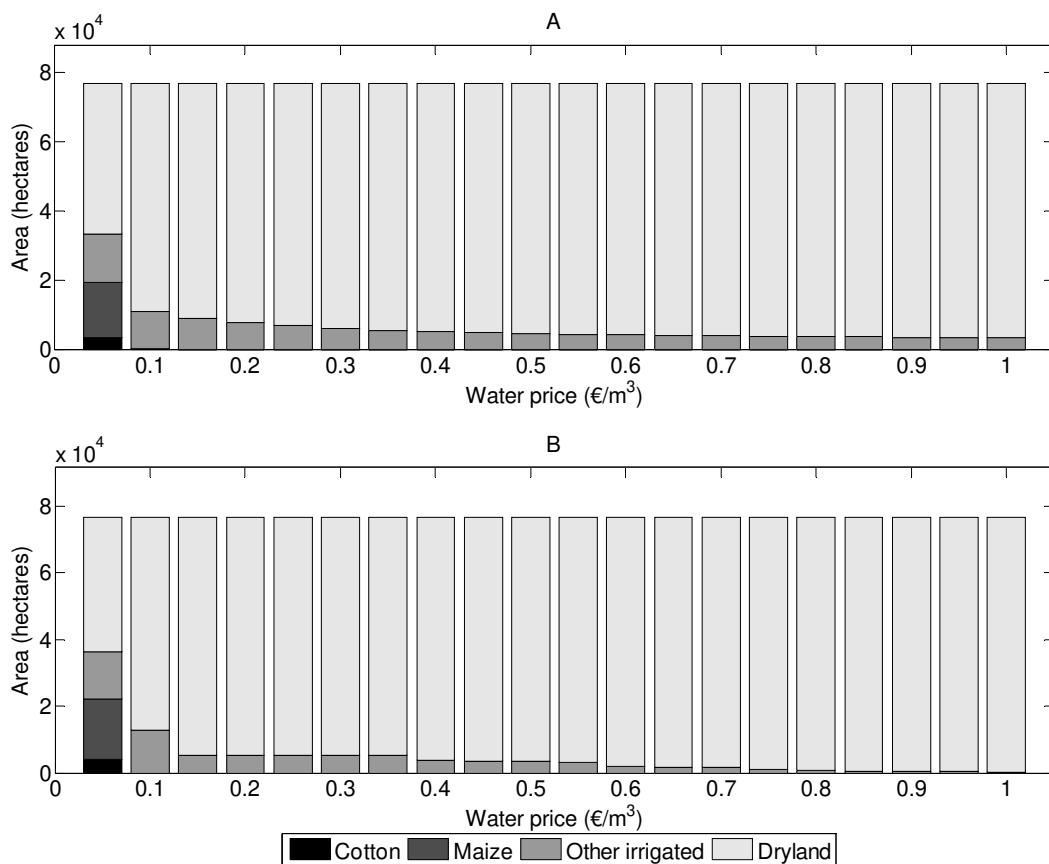 A
x 10^4
8
6
4
2
0
Area (hectares)
0 0.1 0.2 0.3 0.4 0.5 0.6 0.7 0.8 0.9 1
Water price (€/m^3)
B
x 10^4
8
6
4
2
0
Area (hectares)
0 0.1 0.2 0.3 0.4 0.5 0.6 0.7 0.8 0.9 1
Water price (€/m^3)
Cotton Maize Other irrigated Dryland